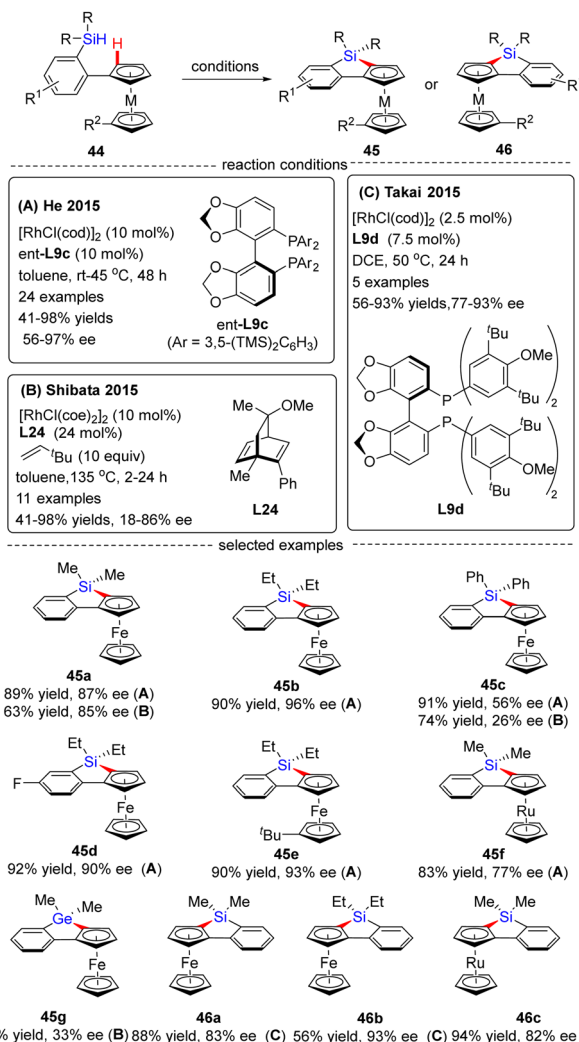 R
R
SiH
H
R¹
M
R²
44
conditions
R
R
Si
R¹
M
R²
45
or
R
R
Si
M
R
R²
46
reaction conditions
(A) He 2015
[RhCl(cod)]₂ (10 mol%)
ent-L9c (10 mol%)
toluene, rt-45 °C, 48 h
24 examples
41-98% yields
56-97% ee
O
O
PAr₂
PAr₂
O
O
ent-L9c
(Ar = 3,5-(TMS)₂C₆H₃)
(B) Shibata 2015
[RhCl(coe)₂]₂ (10 mol%)
L24 (24 mol%)
ᵗBu (10 equiv)
toluene,135 °C, 2-24 h
11 examples
41-98% yields, 18-86% ee
Me
OMe
Me
Ph
L24
(C) Takai 2015
[RhCl(cod)]₂ (2.5 mol%)
L9d (7.5 mol%)
DCE, 50 °C, 24 h
5 examples
56-93% yields,77-93% ee
O
O
P
ᵗBu
OMe
ᵗBu
2
O
O
P
ᵗBu
OMe
ᵗBu
2
L9d
selected examples
Me
Me
Si
Fe
45a
89% yield, 87% ee (A)
63% yield, 85% ee (B)
Et
Et
Si
Fe
45b
90% yield, 96% ee (A)
Ph
Ph
Si
Fe
45c
91% yield, 56% ee (A)
74% yield, 26% ee (B)
Et
Et
Si
F
Fe
45d
92% yield, 90% ee (A)
Et
Et
Si
Fe
ᵗBu
45e
90% yield, 93% ee (A)
Me
Me
Si
Ru
45f
83% yield, 77% ee (A)
Me
Me
Ge
Fe
45g
% yield, 33% ee (B)
Me
Me
Si
Fe
46a
88% yield, 83% ee (C)
Et
Et
Si
Fe
46b
56% yield, 93% ee (C)
Me
Me
Si
Ru
46c
94% yield, 82% ee